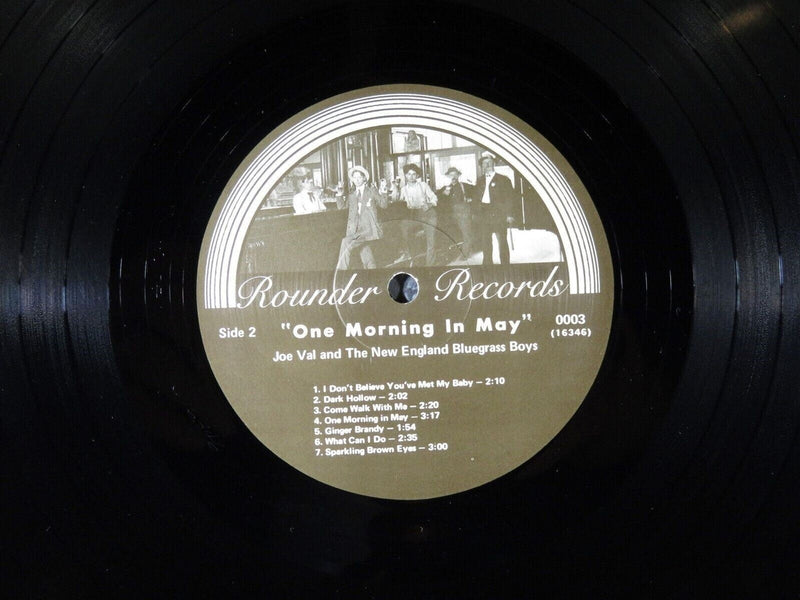 Rounder Records
Side 2 "One Morning In May" 0003
(16346)
Joe Val and The New England Bluegrass Boys
1. I Don't Believe You've Met My Baby — 2:10
2. Dark Hollow — 2:02
3. Come Walk With Me — 2:20
4. One Morning in May — 3:17
5. Ginger Brandy — 1:54
6. What Can I Do — 2:35
7. Sparkling Brown Eyes — 3:00